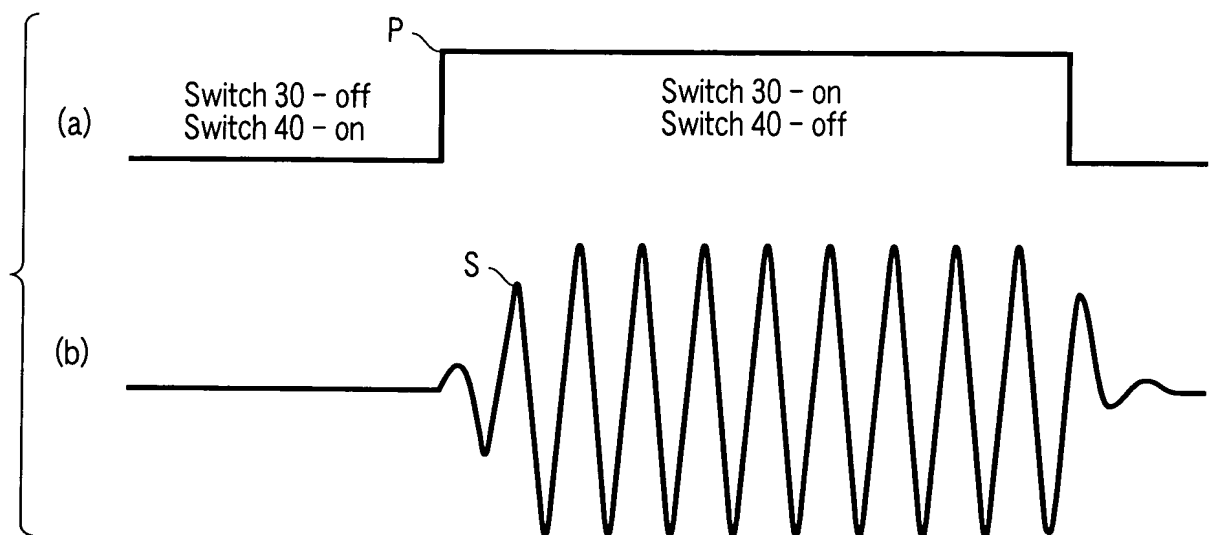 P
(a)
Switch 30 – off
Switch 40 – on
Switch 30 – on
Switch 40 – off
S
(b)